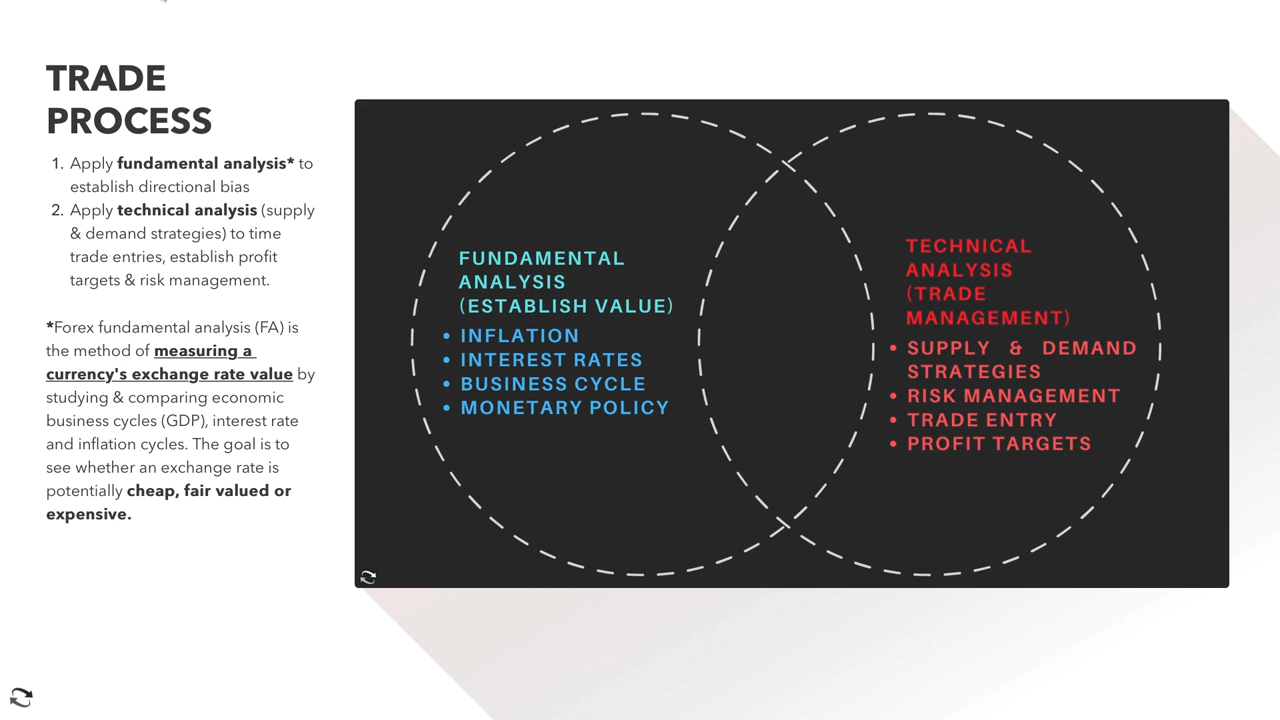 TRADE
PROCESS
1. Apply fundamental analysis* to
establish directional bias
2. Apply technical analysis (supply
& demand strategies) to time
trade entries, establish profit
targets & risk management.
*Forex fundamental analysis (FA) is
the method of measuring a
currency's exchange rate value by
studying & comparing economic
business cycles (GDP), interest rate
and inflation cycles. The goal is to
see whether an exchange rate is
potentially cheap, fair valued or
expensive.
FUNDAMENTAL
ANALYSIS
(ESTABLISH VALUE)
• INFLATION
• INTEREST RATES
• BUSINESS CYCLE
• MONETARY POLICY
TECHNICAL
ANALYSIS
(TRADE
MANAGEMENT)
• SUPPLY & DEMAND
STRATEGIES
• RISK MANAGEMENT
• TRADE ENTRY
• PROFIT TARGETS